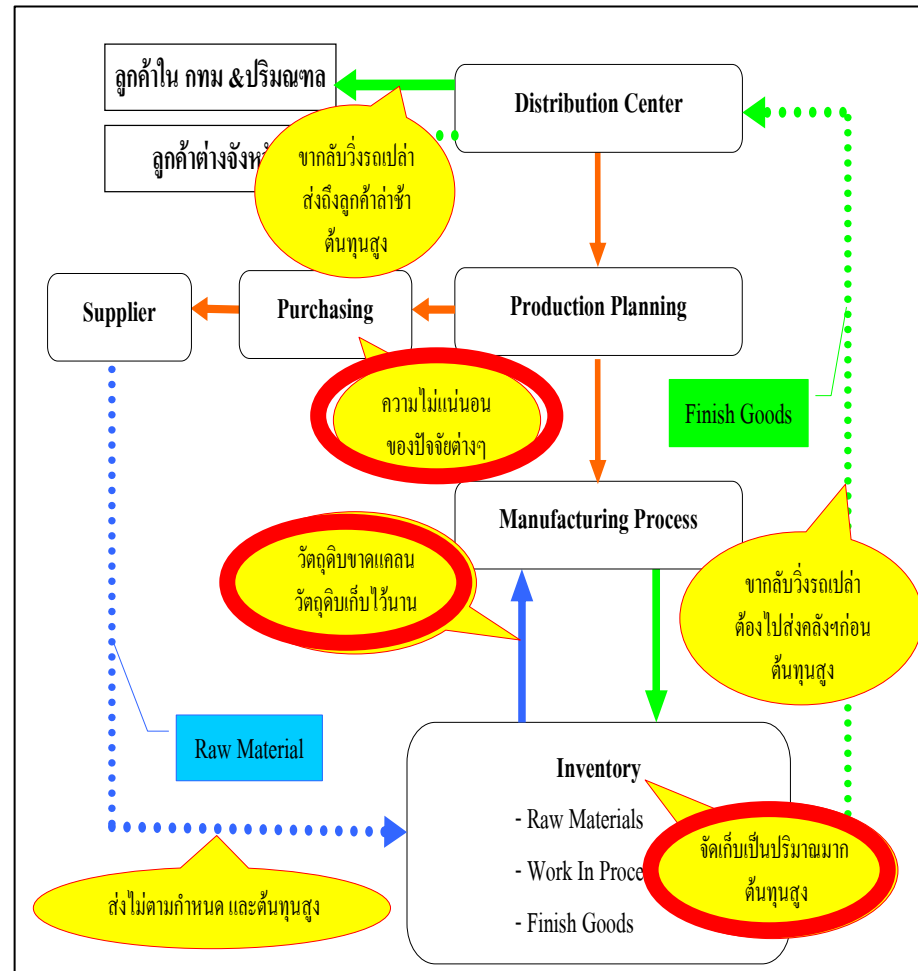 ลูกค้าใน กทม &ปริมณฑล
Distribution Center
ลูกค้าต่างจังหวั
ขากลับวิ่งรถเปล่า
ส่งถึงลูกค้าล่าช้า
ต้นทุนสูง
Supplier
Purchasing
Production Planning
ความไม่แน่นอน
ของปัจจัยต่างๆ
Finish Goods
Manufacturing Process
วัตถุดิบขาดแคลน
วัตถุดิบเก็บไว้นาน
ขากลับวิ่งรถเปล่า
ต้องไปส่งคลังฯก่อน
ต้นทุนสูง
Raw Material
Inventory
- Raw Materials
- Work In Proce
- Finish Goods
จัดเก็บเป็นปริมาณมาก
ต้นทุนสูง
ส่งไม่ตามกำหนด และต้นทุนสูง